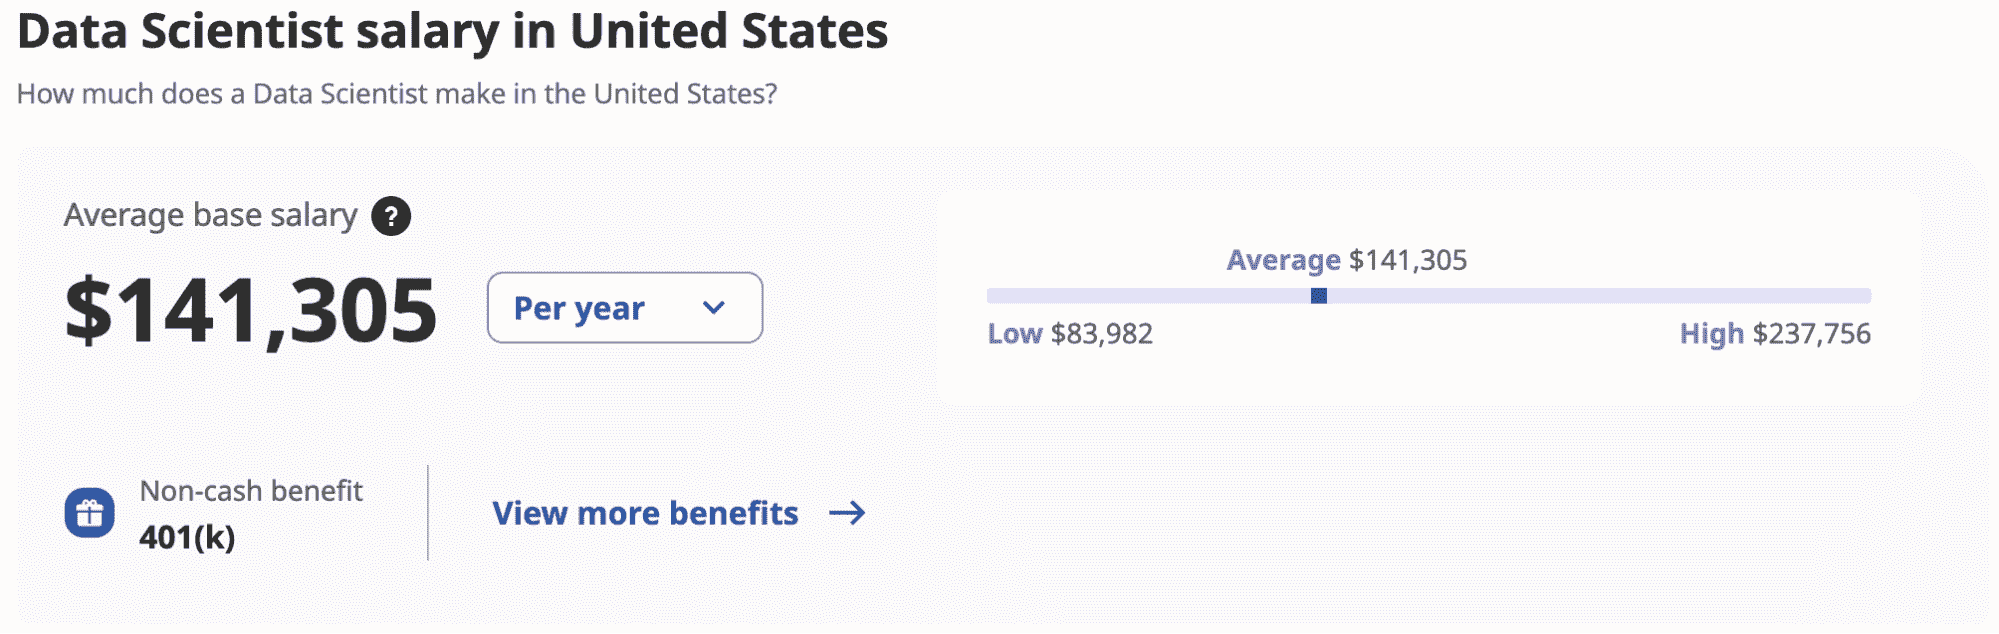 Data Scientist salary in United States
How much does a Data Scientist make in the United States?
Average base salary ?
$141,305
Per year
Average $141,305
Low $83,982
High $237,756
Non-cash benefit
401(k)
View more benefits →